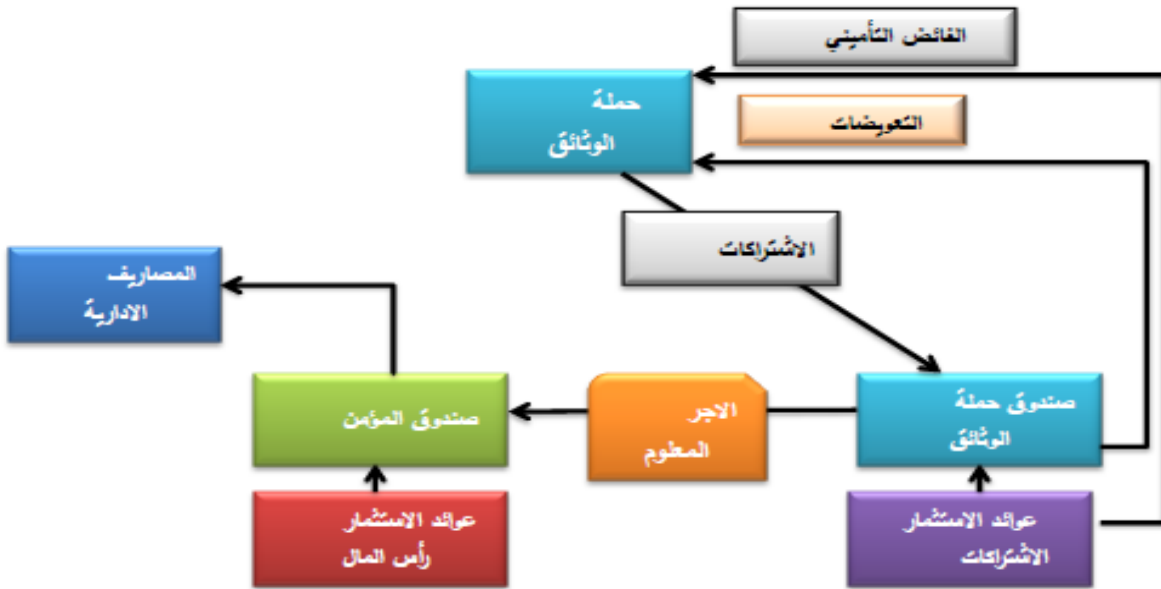 الفائض التأميني
حملة
الوثائق
التعويضات
الاشتراكات
المصاريف
الادارية
صندوق حملة
الوثائق
الاجر
المعلوم
صندوق المؤمن
عوائد الاستثمار
الاشتراكات
عوائد الاستثمار
رأس المال